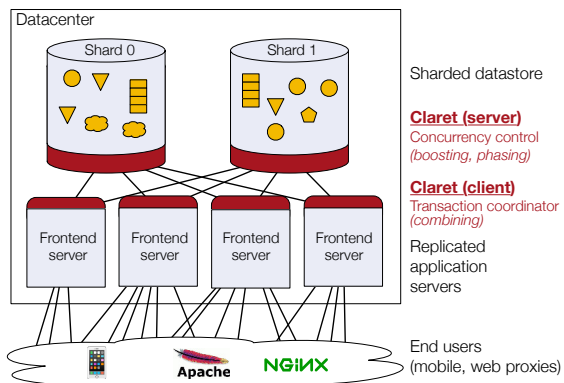 Datacenter
Shard 0
Shard 1
Sharded datastore
Claret (server)
Concurrency control
(boosting, phasing)
Claret (client)
Transaction coordinator
(combining)
Frontend
server
Frontend
server
Frontend
server
Frontend
server
Replicated
application
servers
Apache
NGiNX
End users
(mobile, web proxies)